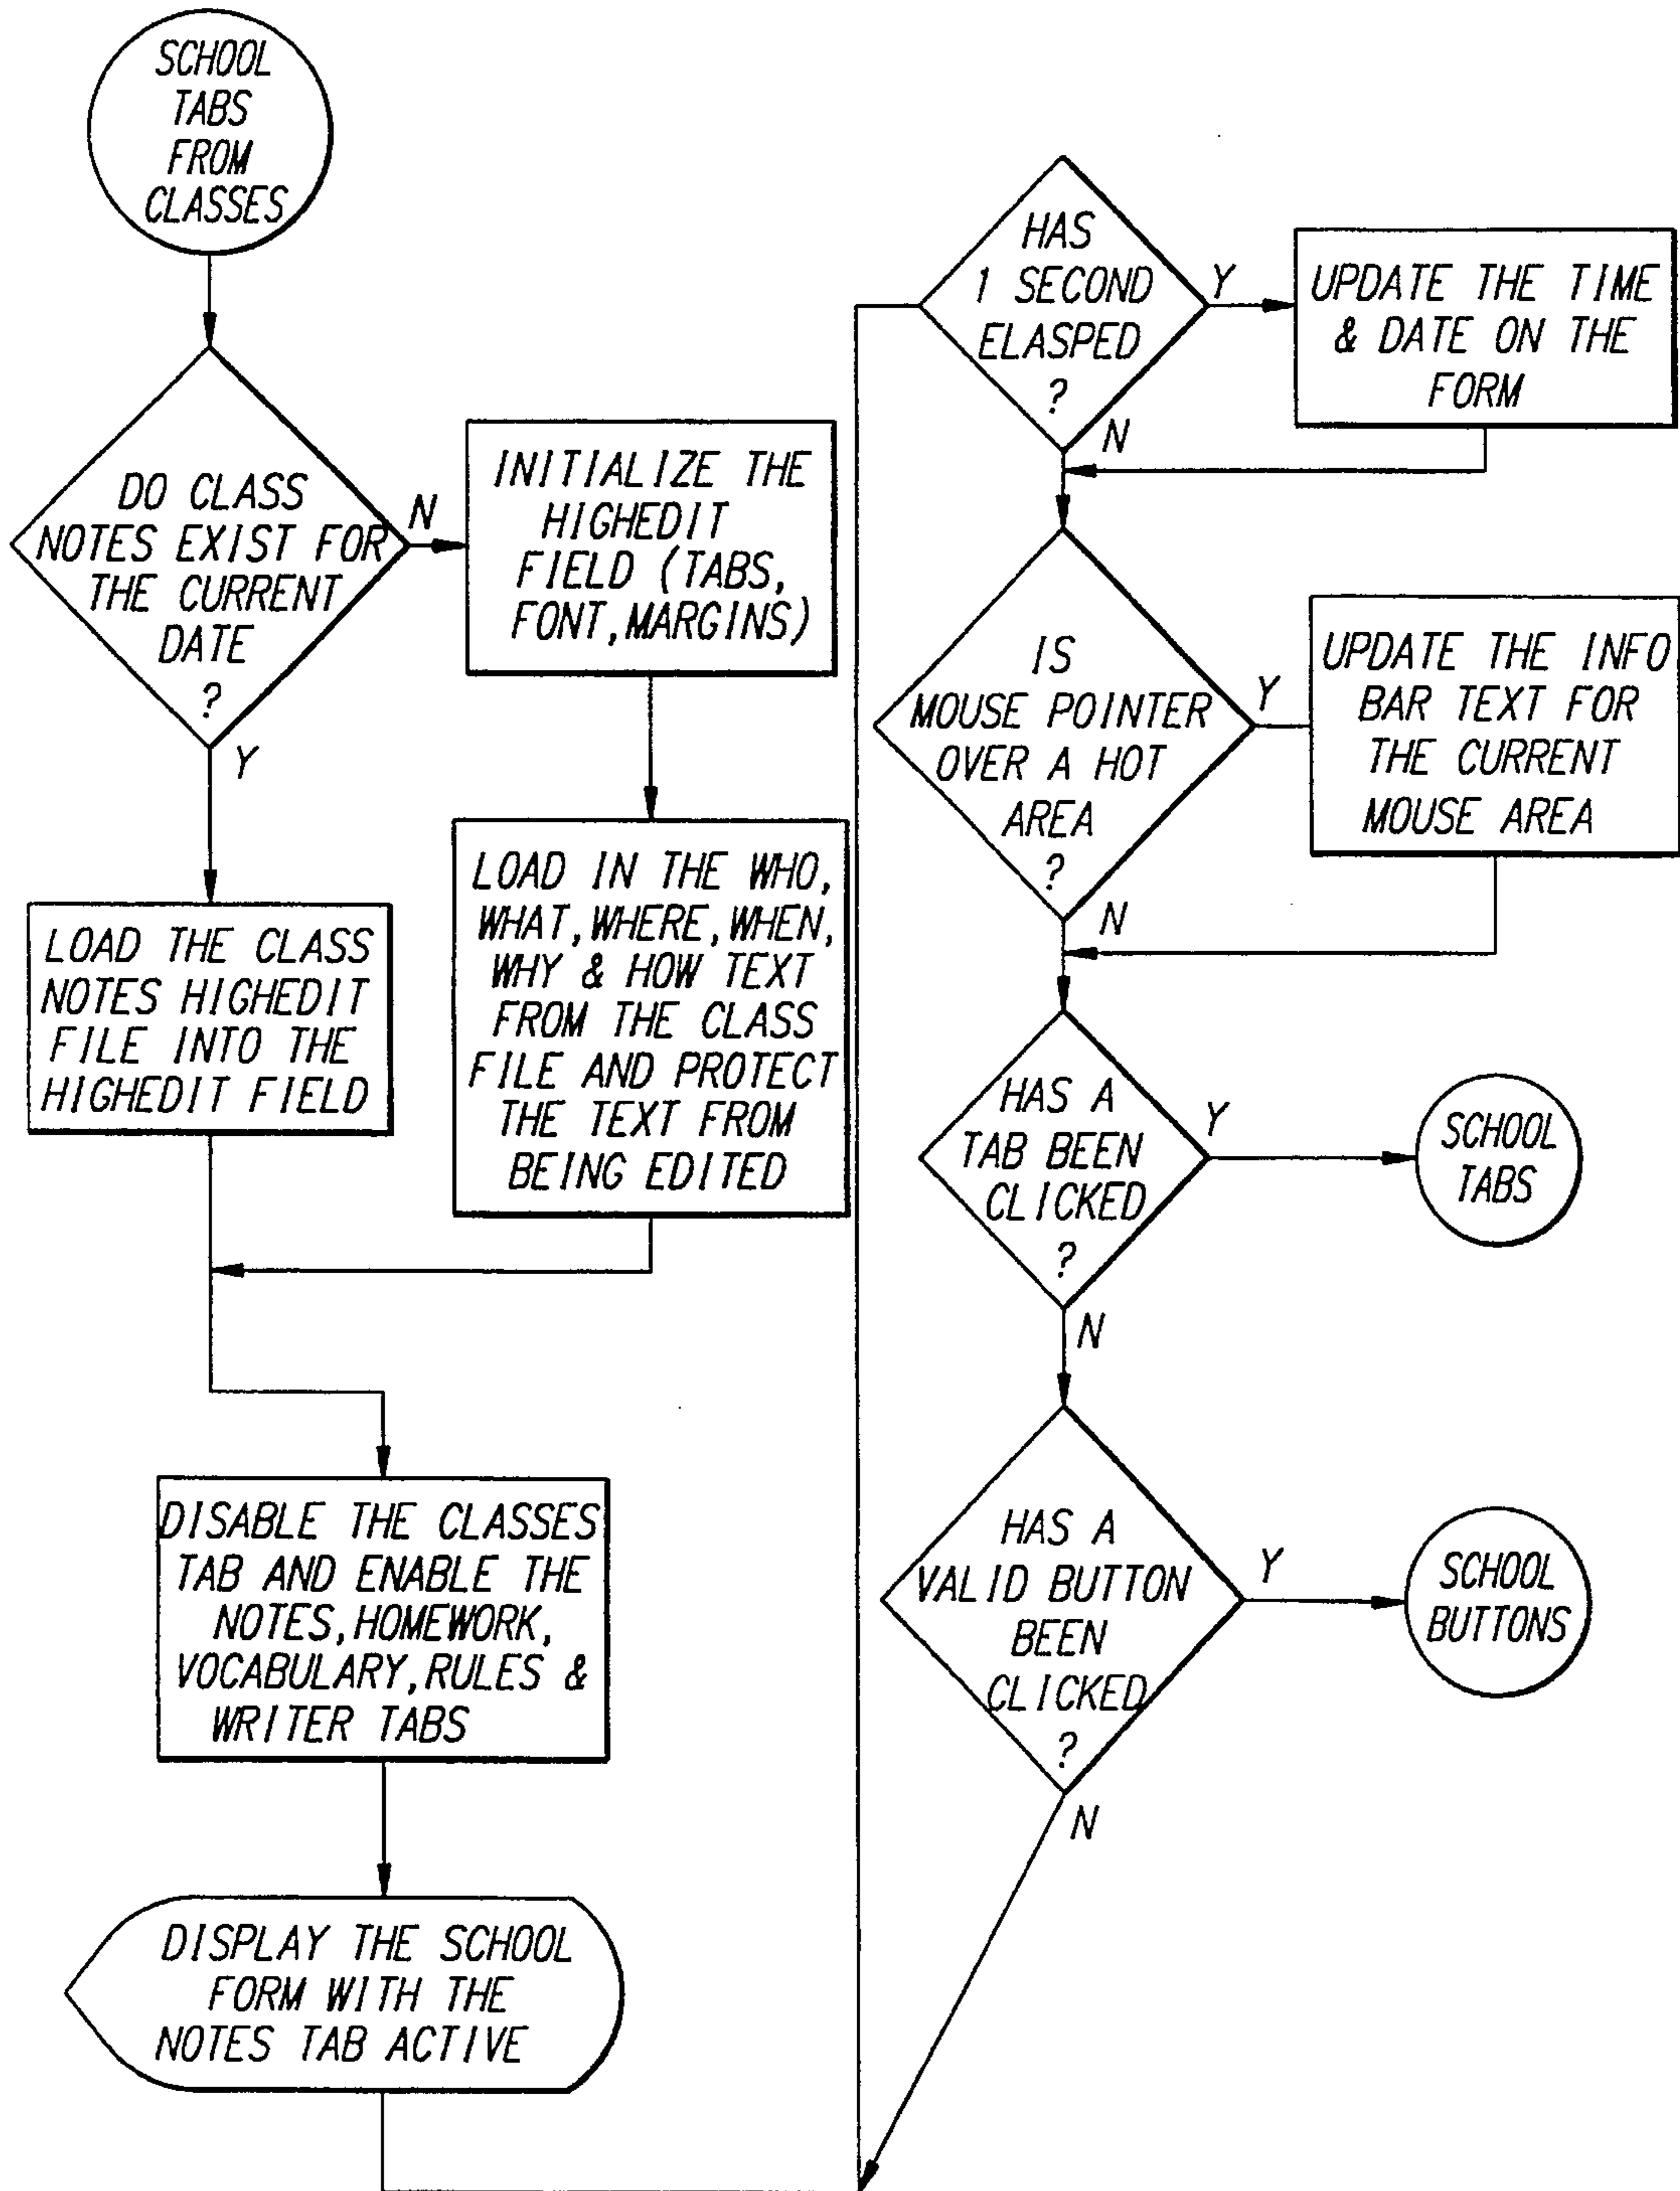 SCHOOL
TABS
FROM
CLASSES
DO CLASS
NOTES EXIST FOR
THE CURRENT
DATE
?
N
Y
INITIALIZE THE
HIGHEDIT
FIELD (TABS,
FONT, MARGINS)
LOAD THE CLASS
NOTES HIGHEDIT
FILE INTO THE
HIGHEDIT FIELD
LOAD IN THE WHO,
WHAT, WHERE, WHEN,
WHY & HOW TEXT
FROM THE CLASS
FILE AND PROTECT
THE TEXT FROM
BEING EDITED
DISABLE THE CLASSES
TAB AND ENABLE THE
NOTES, HOMEWORK,
VOCABULARY, RULES &
WRITER TABS
DISPLAY THE SCHOOL
FORM WITH THE
NOTES TAB ACTIVE
HAS
1 SECOND
ELASPED
?
Y
N
UPDATE THE TIME
& DATE ON THE
FORM
IS
MOUSE POINTER
OVER A HOT
AREA
?
Y
N
UPDATE THE INFO
BAR TEXT FOR
THE CURRENT
MOUSE AREA
HAS A
TAB BEEN
CLICKED
?
Y
N
SCHOOL
TABS
HAS A
VALID BUTTON
BEEN
CLICKED
?
Y
N
SCHOOL
BUTTONS